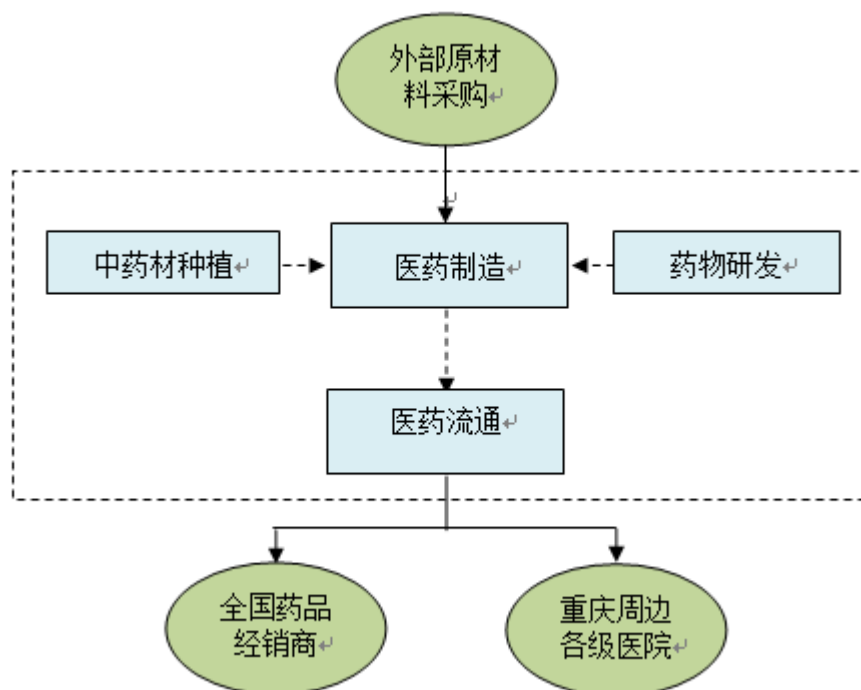 外部原材
料采购
中药材种植
医药制造
药物研发
医药流通
全国药品
经销商
重庆周边
各级医院